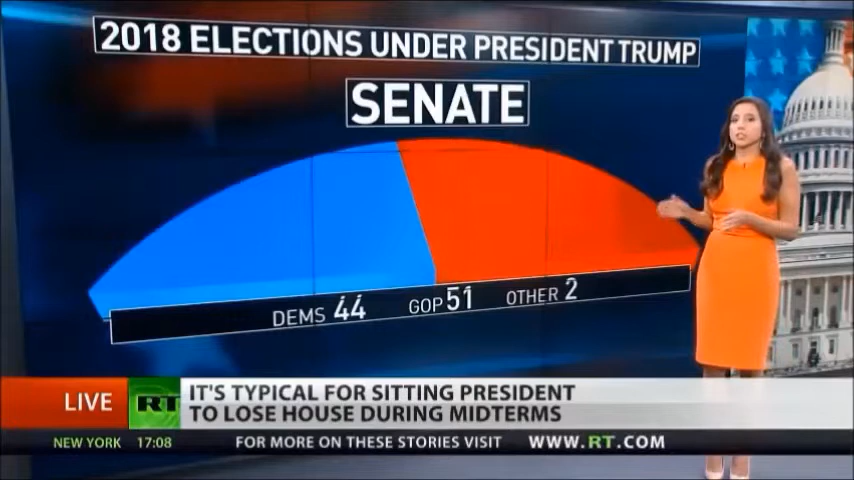 2018 ELECTIONS UNDER PRESIDENT TRUMP
SENATE
DEMS 44 GOP 51 OTHER 2
LIVE
RT
IT'S TYPICAL FOR SITTING PRESIDENT
TO LOSE HOUSE DURING MIDTERMS
NEW YORK 17:08 FOR MORE ON THESE STORIES VISIT WWW.RT.COM